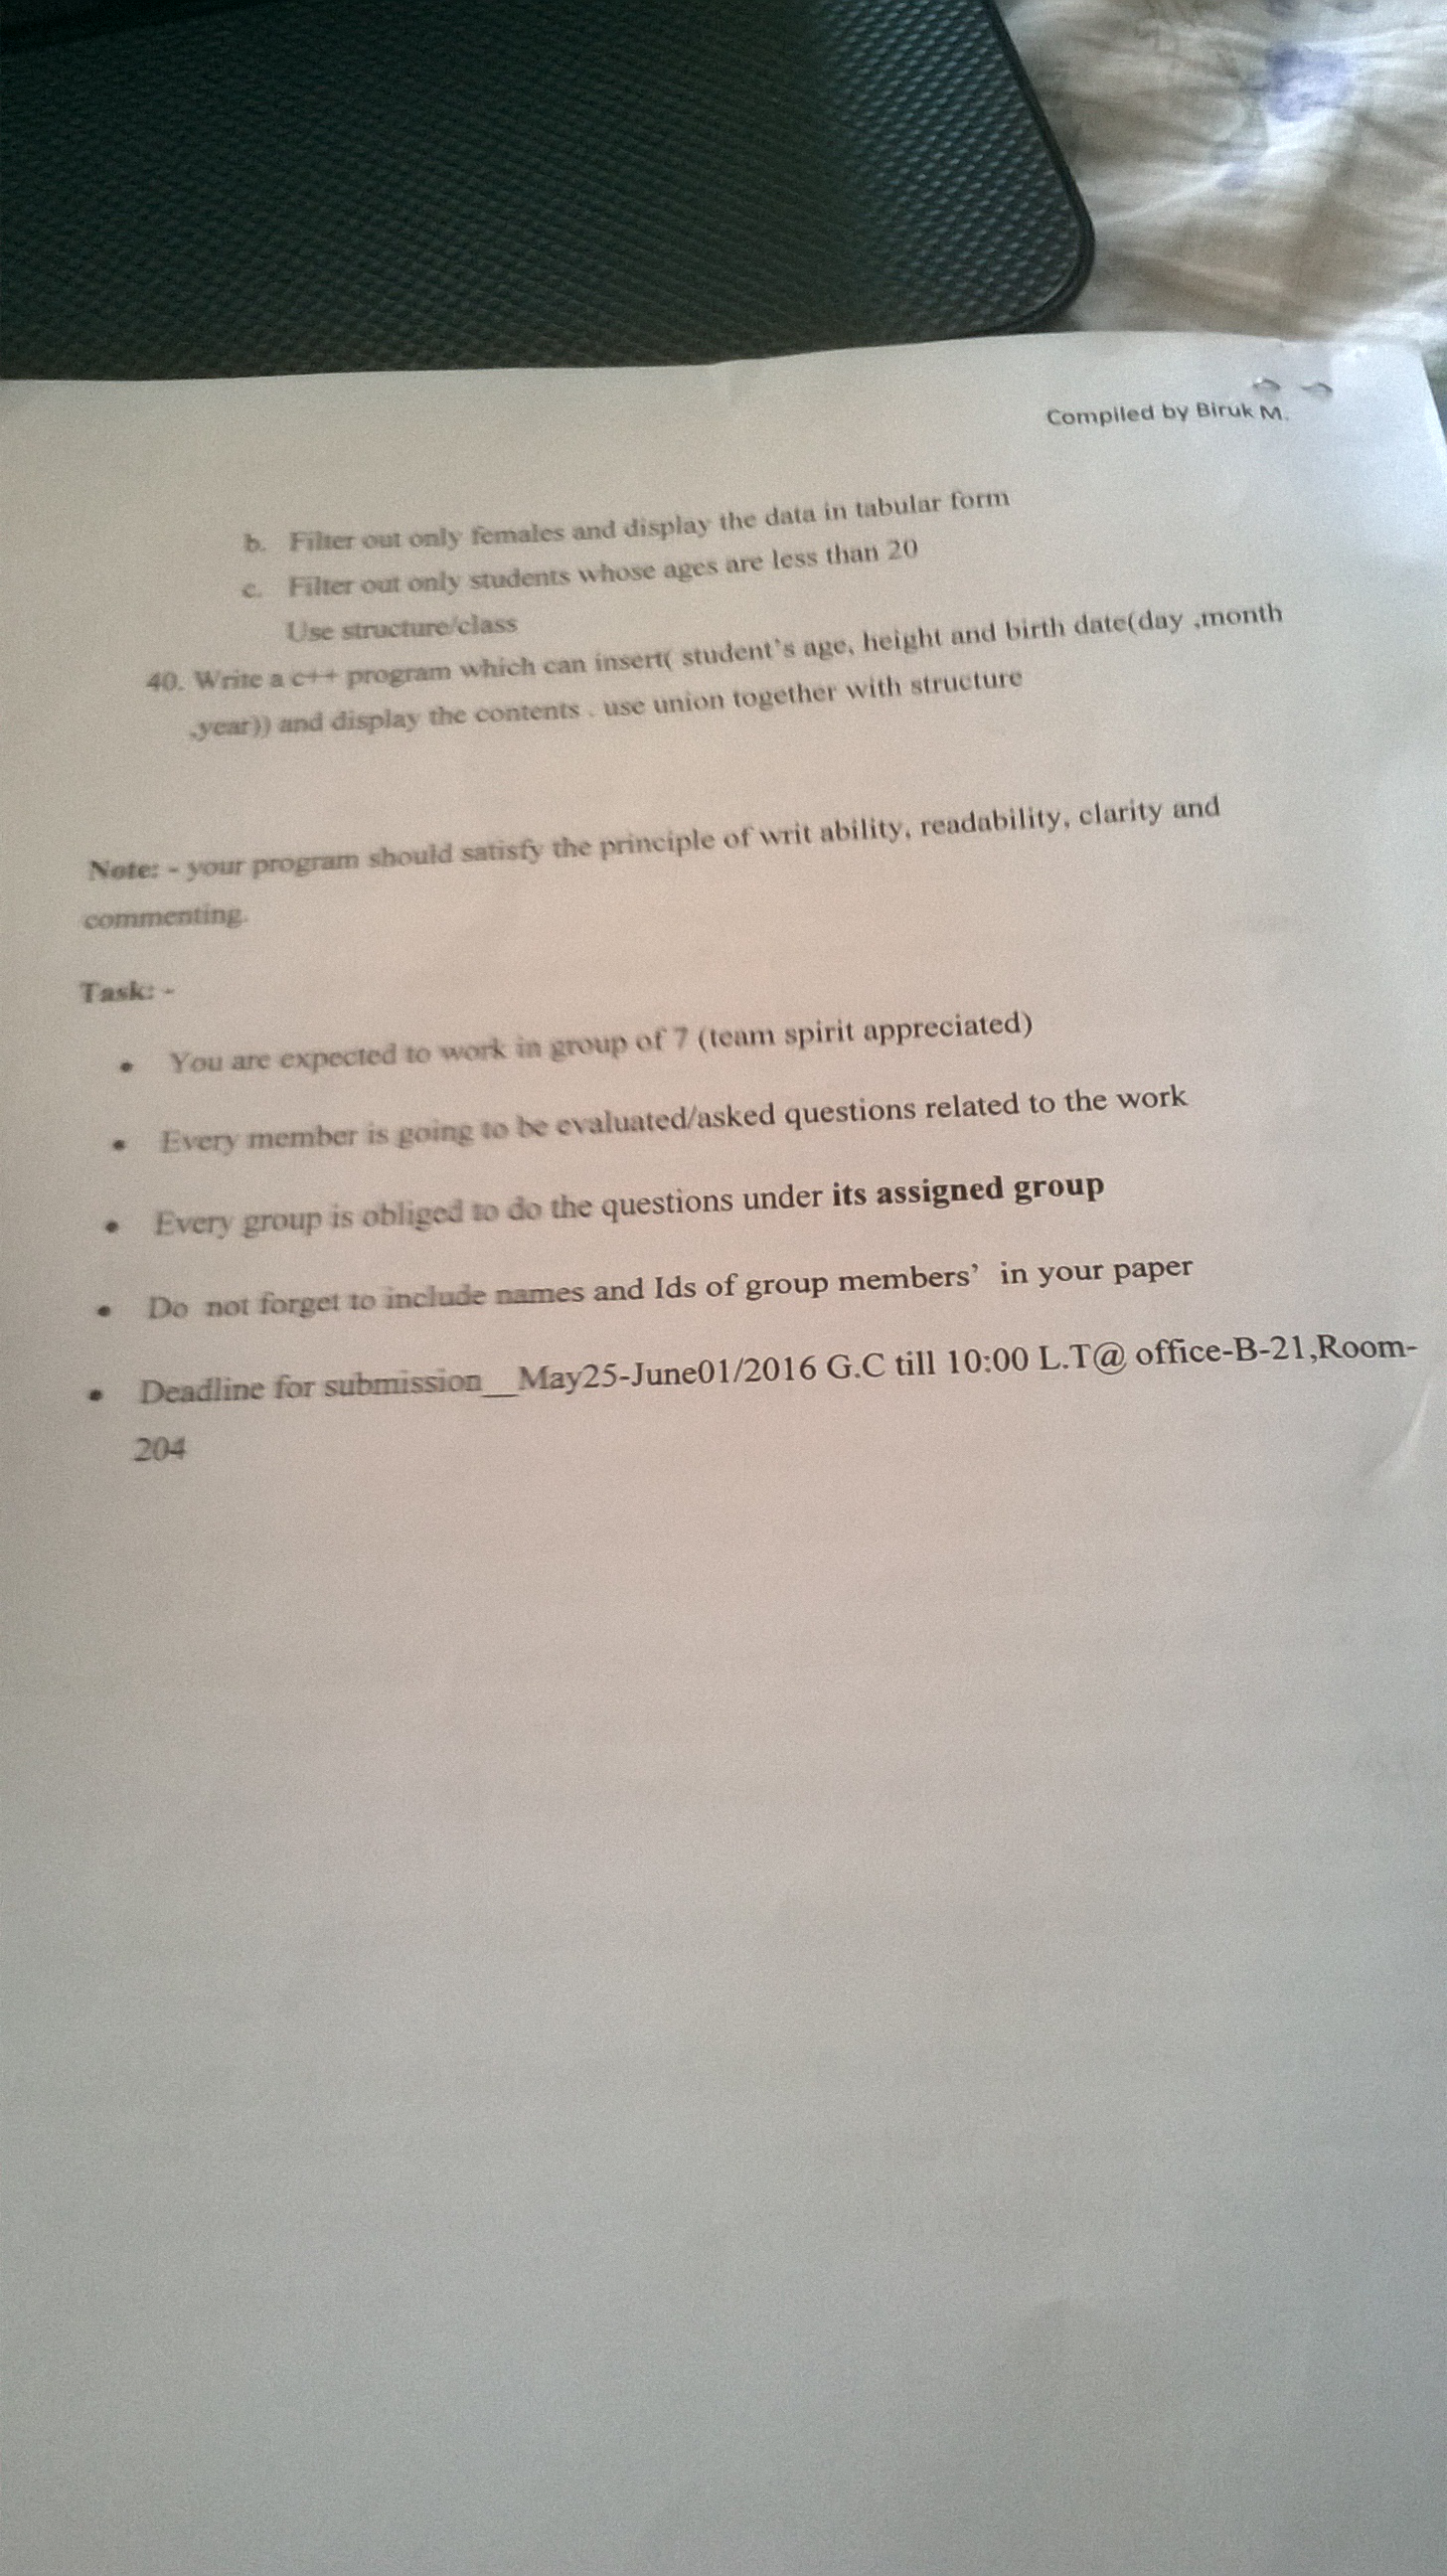 Compiled by Biruk M.
b. Filter out only females and display the data in tabular form
c. Filter out only students whose ages are less than 20
Use structure/class
40. Write a c++ program which can insert( student's age, height and birth date(day ,month
,year)) and display the contents . use union together with structure
Note: - your program should satisfy the principle of writ ability, readability, clarity and
commenting.
Task: -
• You are expected to work in group of 7 (team spirit appreciated)
• Every member is going to be evaluated/asked questions related to the work
• Every group is obliged to do the questions under its assigned group
• Do not forget to include names and Ids of group members' in your paper
• Deadline for submission__May25-June01/2016 G.C till 10:00 L.T@ office-B-21,Room-
204